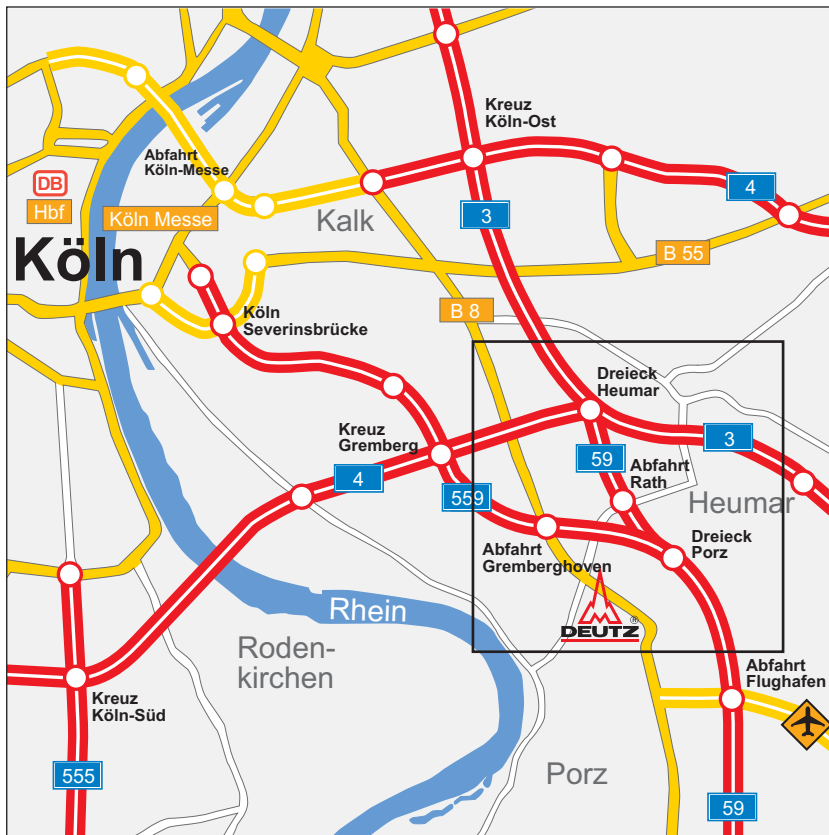 Kreuz
Köln-Ost
Abfahrt
Köln-Messe
DB
Hbf
Köln Messe
Kalk
3
4
Köln
B 55
Köln
Severinsbrücke
B 8
Dreieck
Heumar
Kreuz
Gremberg
3
59
4
559
Abfahrt
Rath
Heumar
Abfahrt
Gremberghoven
Dreieck
Porz
Rhein
DEUTZ
®
Roden-
kirchen
Abfahrt
Flughafen
Kreuz
Köln-Süd
555
Porz
59